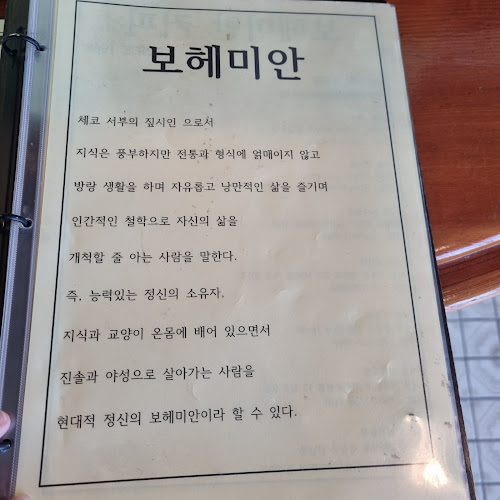 보헤미안
체코 서부의 짚시인 으로서
지식은 풍부하지만 전통과 형식에 얽매이지 않고
방랑 생활을 하며 자유롭고 낭만적인 삶을 즐기며
인간적인 철학으로 자신의 삶을
개척할 줄 아는 사람을 말한다.
즉, 능력있는 정신의 소유자.
지식과 교양이 온몸에 배어 있으면서
진솔과 야성으로 살아가는 사람을
현대적 정신의 보헤미안이라 할 수 있다.